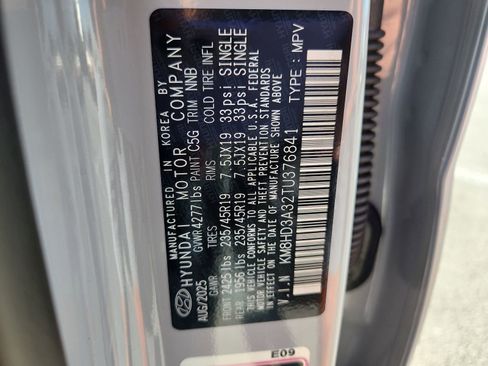 MANUFACTURED IN KOREA BY
HYUNDAI MOTOR COMPANY
AUG/2025 GVWR4277lbs PAINT C5G TRIM NNB
GAWR TIRES RIMS COLD TIRE INFL
FRONT 2425lbs 235/45R19 7.5JX19 33psi SINGLE
REAR 1956lbs 235/45R19 7.5JX19 33psi SINGLE
THIS VEHICLE CONFORMS TO ALL APPLICABLE U.S.A. FEDERAL
MOTOR VEHICLE SAFETY AND THEFT PREVENTION STANDARDS
IN EFFECT ON THE DATE OF MANUFACTURE SHOWN ABOVE
V.I.N KM8HD3A32TU376841 TYPE: MPV
E09